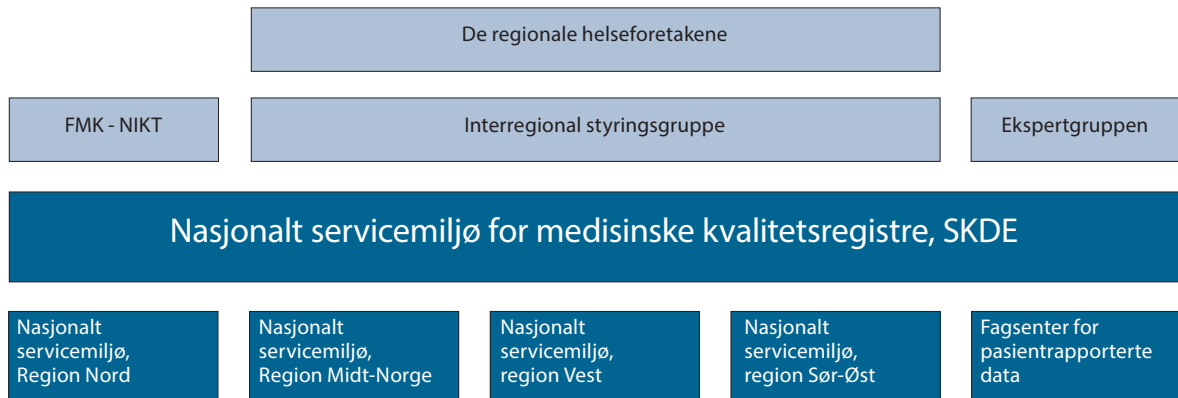 De regionale helseforetakene
FMK - NIKT
Interregional styringsgruppe
Ekspertgruppen
Nasjonalt servicemiljø for medisinske kvalitetsregistre, SKDE
Nasjonalt
servicemiljø,
Region Nord
Nasjonalt
servicemiljø,
Region Midt-Norge
Nasjonalt
servicemiljø,
region Vest
Nasjonalt
servicemiljø,
region Sør-Øst
Fagsenter for
pasientrapporterte
data